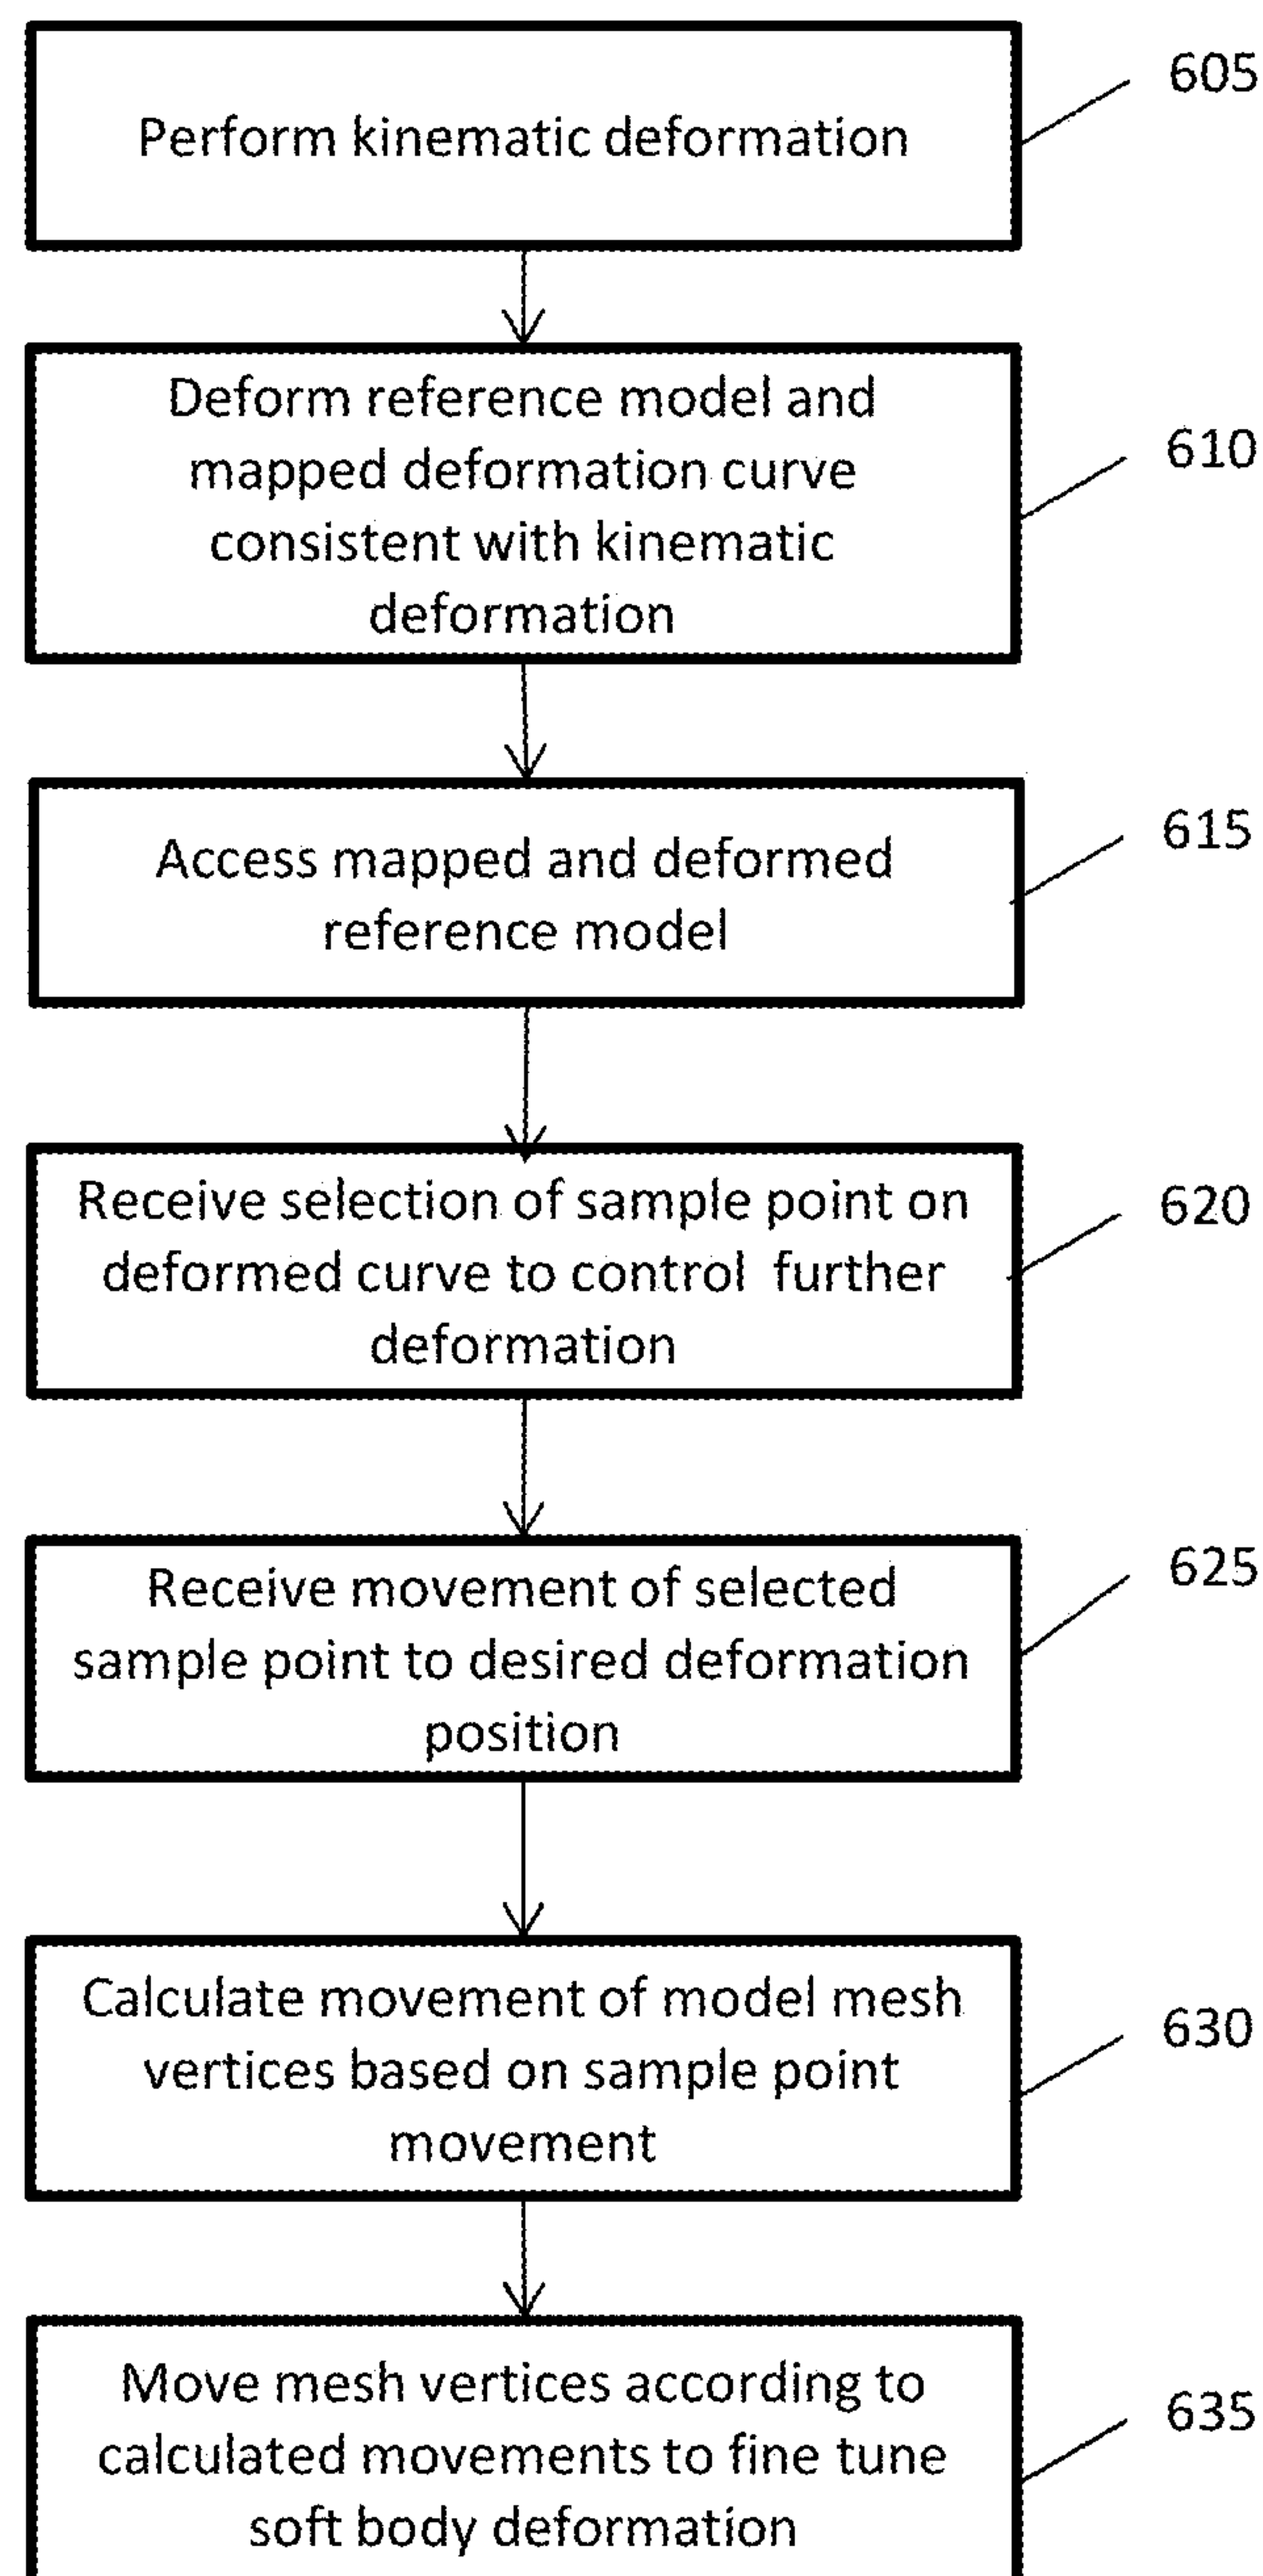 Perform kinematic deformation
605
Deform reference model and
mapped deformation curve
consistent with kinematic
deformation
610
Access mapped and deformed
reference model
615
Receive selection of sample point on
deformed curve to control further
deformation
620
Receive movement of selected
sample point to desired deformation
position
625
Calculate movement of model mesh
vertices based on sample point
movement
630
Move mesh vertices according to
calculated movements to fine tune
soft body deformation
635